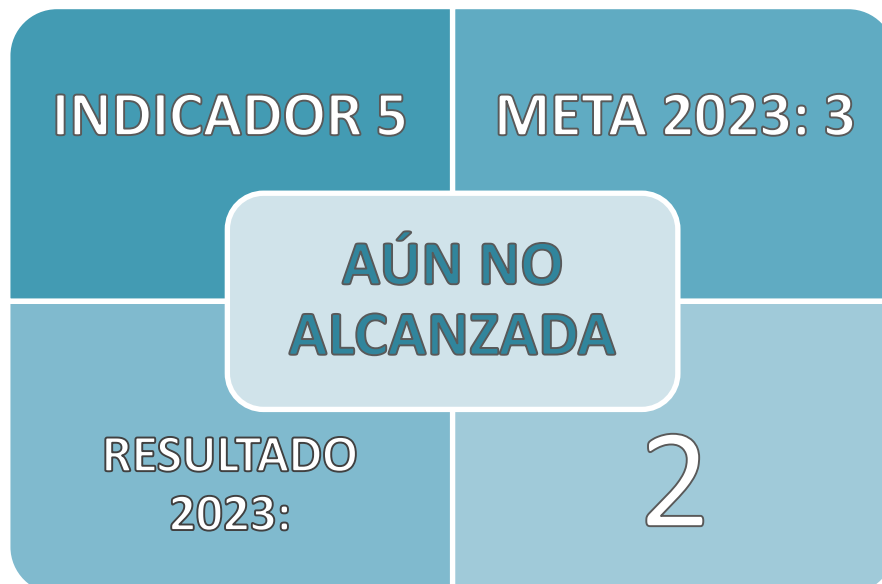 INDICADOR 5
META 2023: 3
AÚN NO
ALCANZADA
RESULTADO
2023:
2